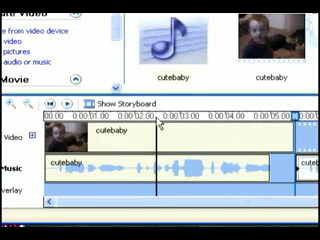 e from video device
video
pictures
audio or music
Movie
cutebaby
cutebaby
Show Storyboard
00.00 0:00:01.00 0:00:02.00 0:00:03.00 0:00:04.00 0:00:05.00
Video
cutebaby
Music
cutebaby
cutebaby
verlay